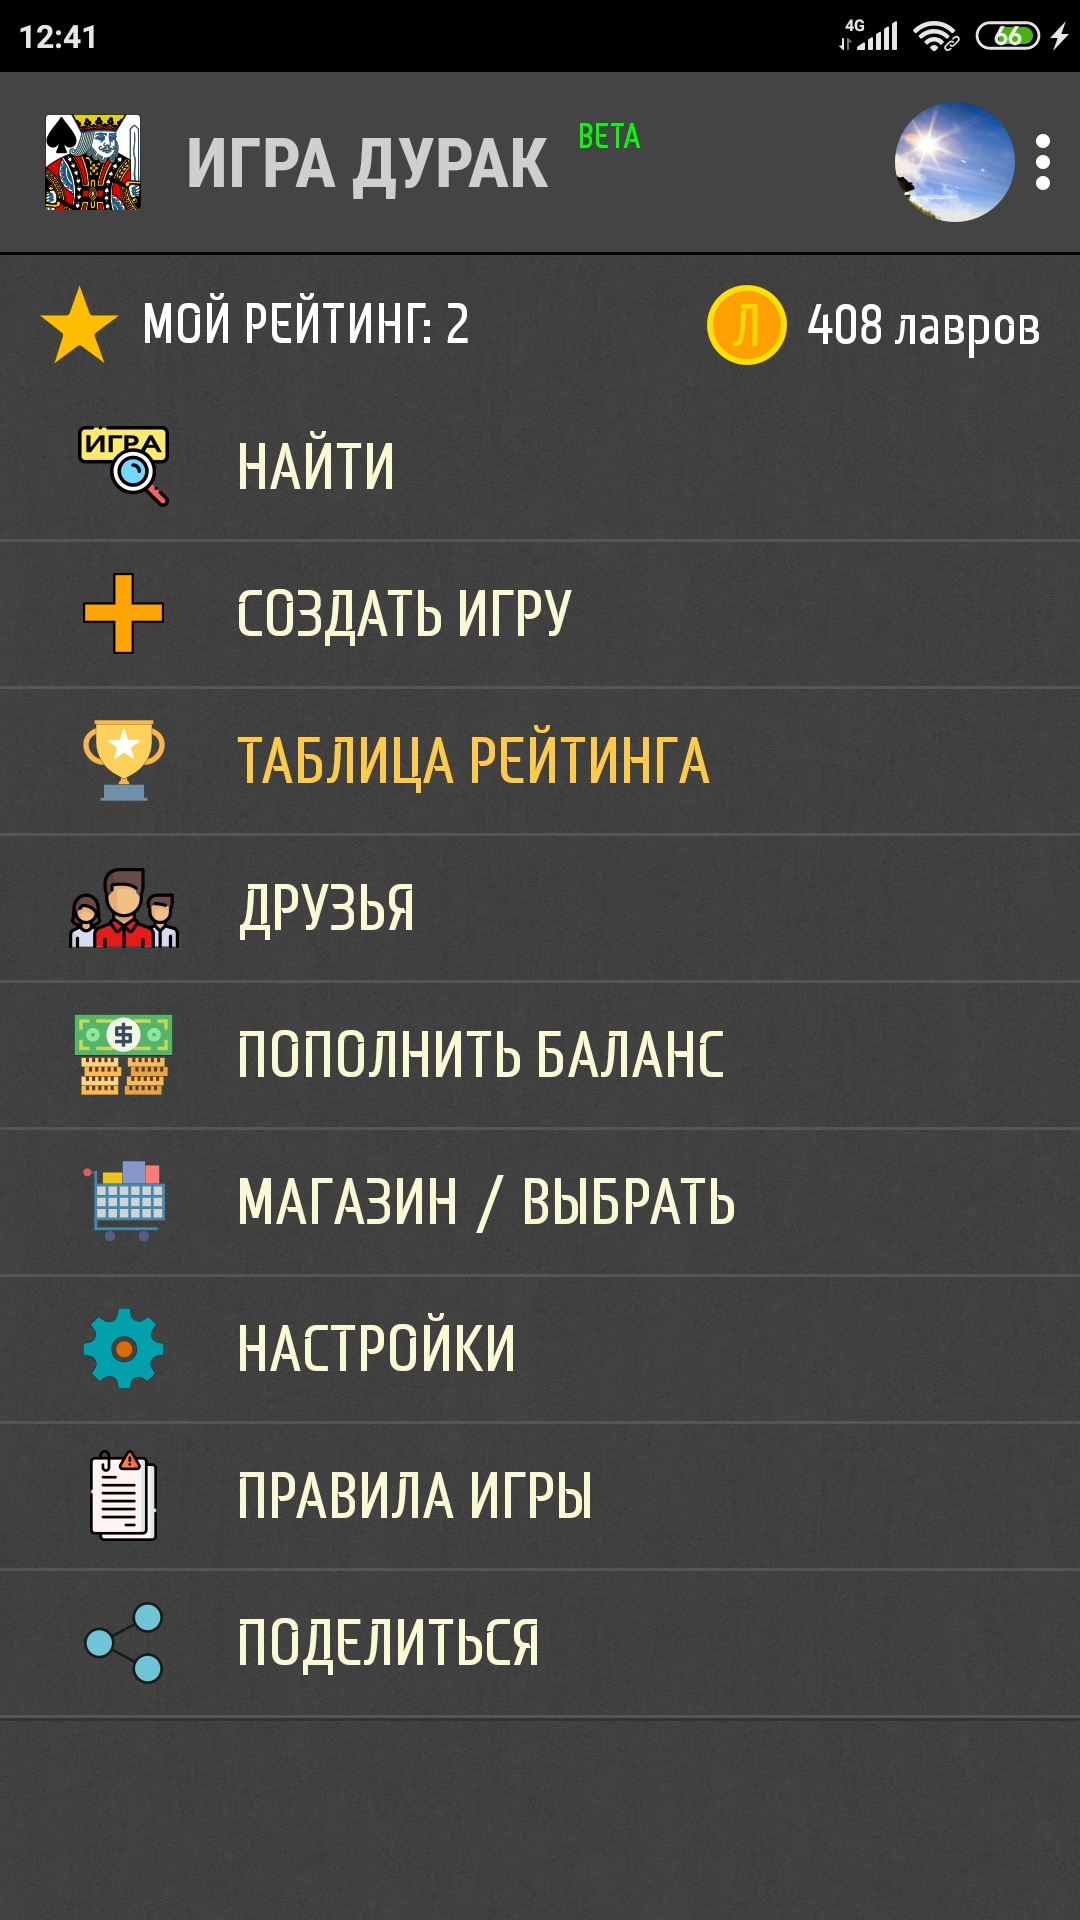 12:41
4G
66
ИГРА ДУРАК BETA
МОЙ РЕЙТИНГ: 2
Л 408 лавров
ИГРА
НАЙТИ
СОЗДАТЬ ИГРУ
ТАБЛИЦА РЕЙТИНГА
ДРУЗЬЯ
$
ПОПОЛНИТЬ БАЛАНС
МАГАЗИН / ВЫБРАТЬ
НАСТРОЙКИ
ПРАВИЛА ИГРЫ
ПОДЕЛИТЬСЯ